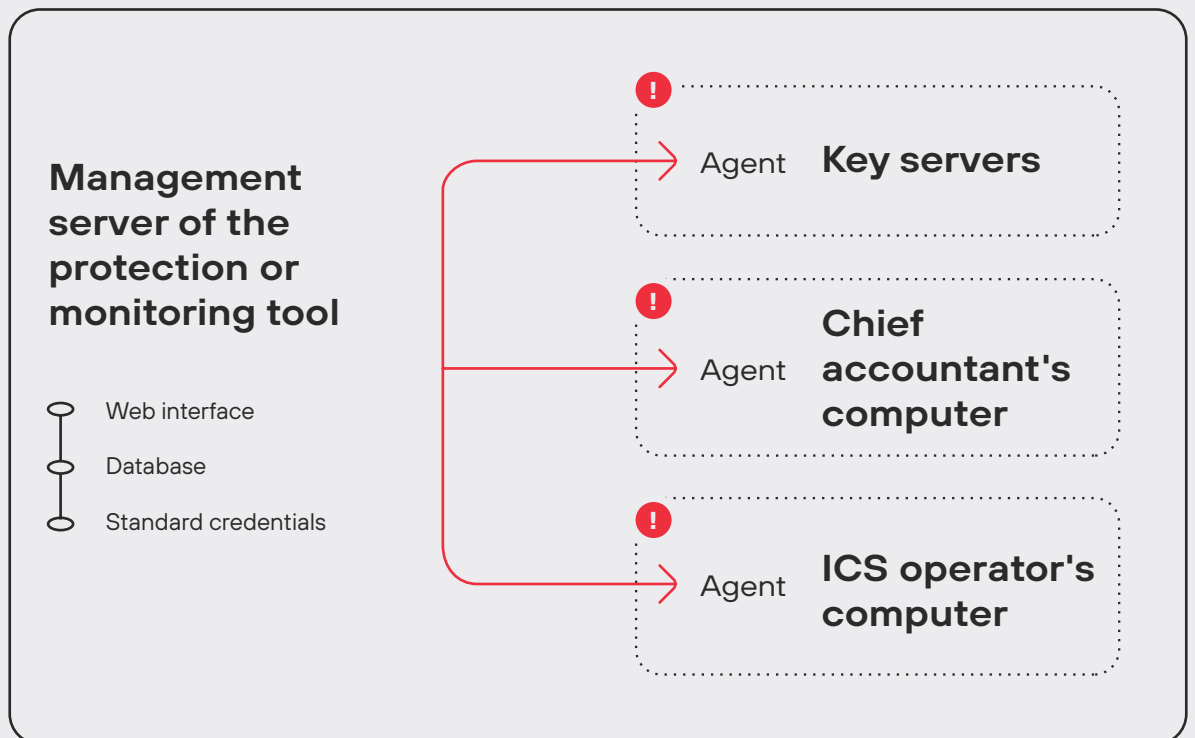 Management
server of the
protection or
monitoring tool
Web interface
Database
Standard credentials
!
Agent Key servers
!
Agent Chief
accountant's
computer
!
Agent ICS operator's
computer